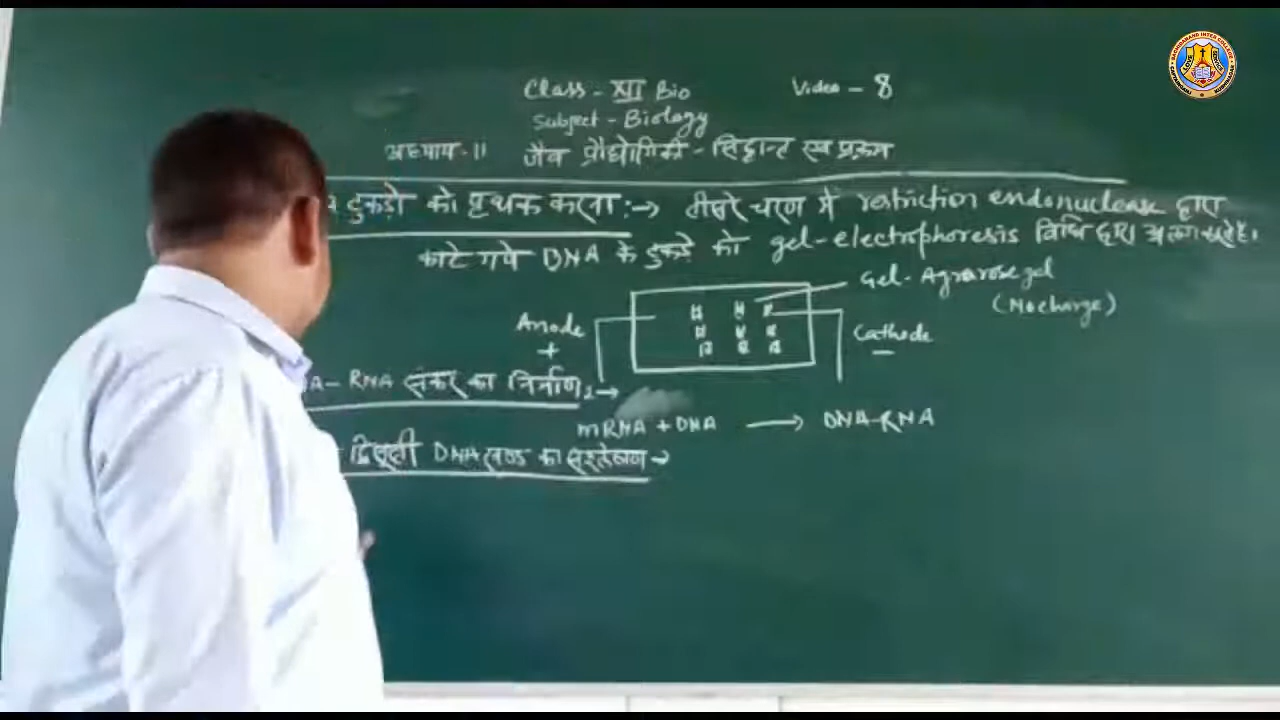 Class - XII Bio
Video - 8
Subject - Biology
अध्याय-11 जैव प्रौद्योगिकी - सिद्धान्त एवं प्रक्रम
टुकड़ो को पृथक करना :→ तीसरे चरण में restriction endonuclease द्वारा
काटे गये DNA के टुकड़े को gel-electrophoresis विधि द्वारा अलग करते है।
Gel-Agrarose gel
(No charge)
Anode
+
Cathode
-
RNA संकर का निर्माण :→
mRNA + DNA → DNA-RNA
द्विसूत्री DNA खण्ड का संश्लेषण →